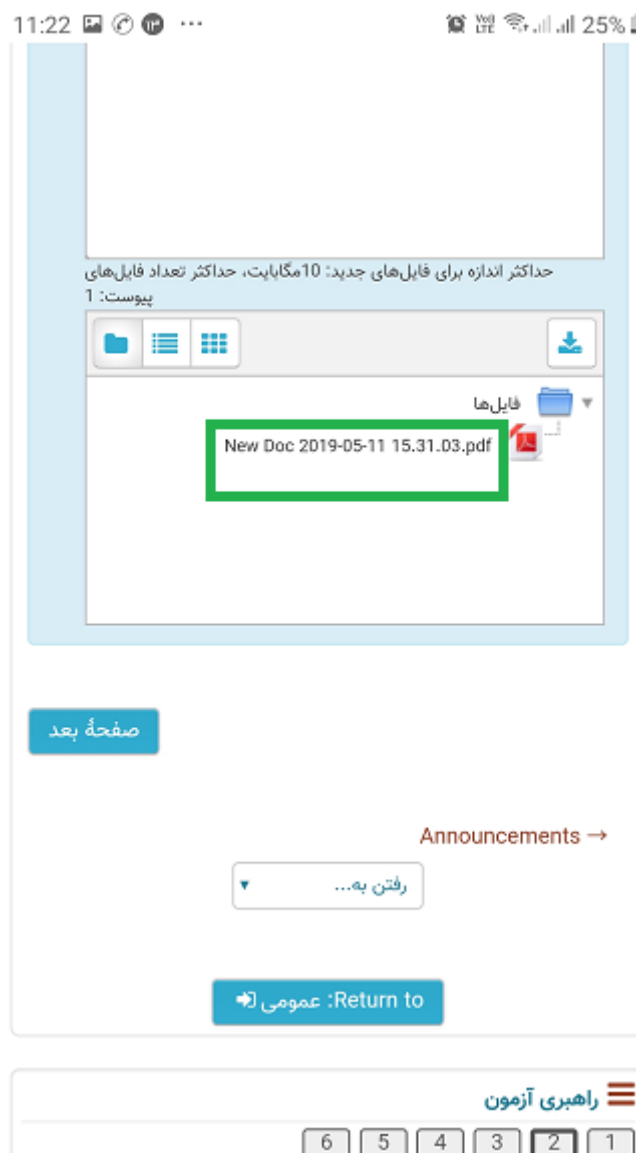 11:22 ... VoD LTE 25%
حداکثر اندازه برای فایل‌های جدید: 10مگابایت، حداکثر تعداد فایل‌های
پیوست: 1
فایل‌ها
New Doc 2019-05-11 15.31.03.pdf
صفحهٔ بعد
Announcements →
رفتن به...
Return to: عمومی
راهبری آزمون
1 2 3 4 5 6